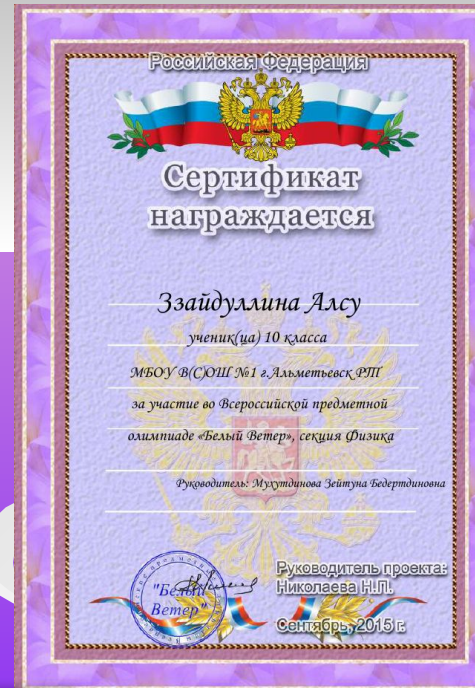 Российская Федерация
Сертификат
награждается
Ззайдуллина Алсу
ученик(ца) 10 класса
МБОУ В(С)ОШ №1 г.Альметьевск РТ
за участие во Всероссийской предметной
олимпиаде «Белый Ветер», секция Физика
Руководитель: Мухутдинова Зейтуна Бедертдиновна
"Белый
Ветер"
Руководитель проекта:
Николаева Н.П.
Сентябрь, 2015 г.